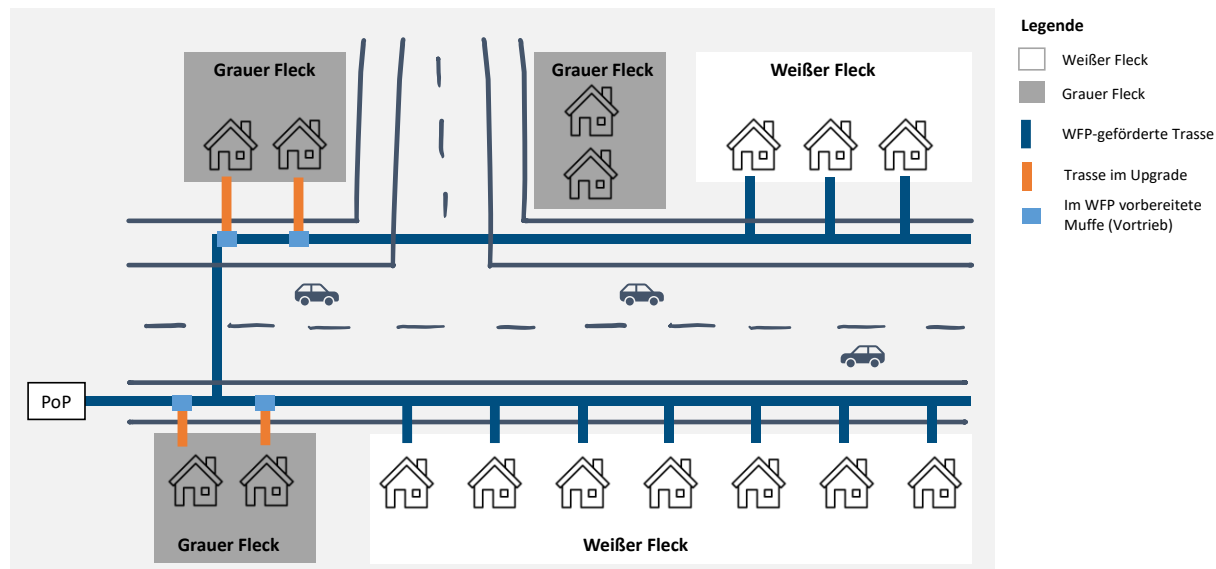 Grauer Fleck
Grauer Fleck
Weißer Fleck
PoP
Grauer Fleck
Weißer Fleck
Legende
Weißer Fleck
Grauer Fleck
WFP-geförderte Trasse
Trasse im Upgrade
Im WFP vorbereitete
Muffe (Vortrieb)